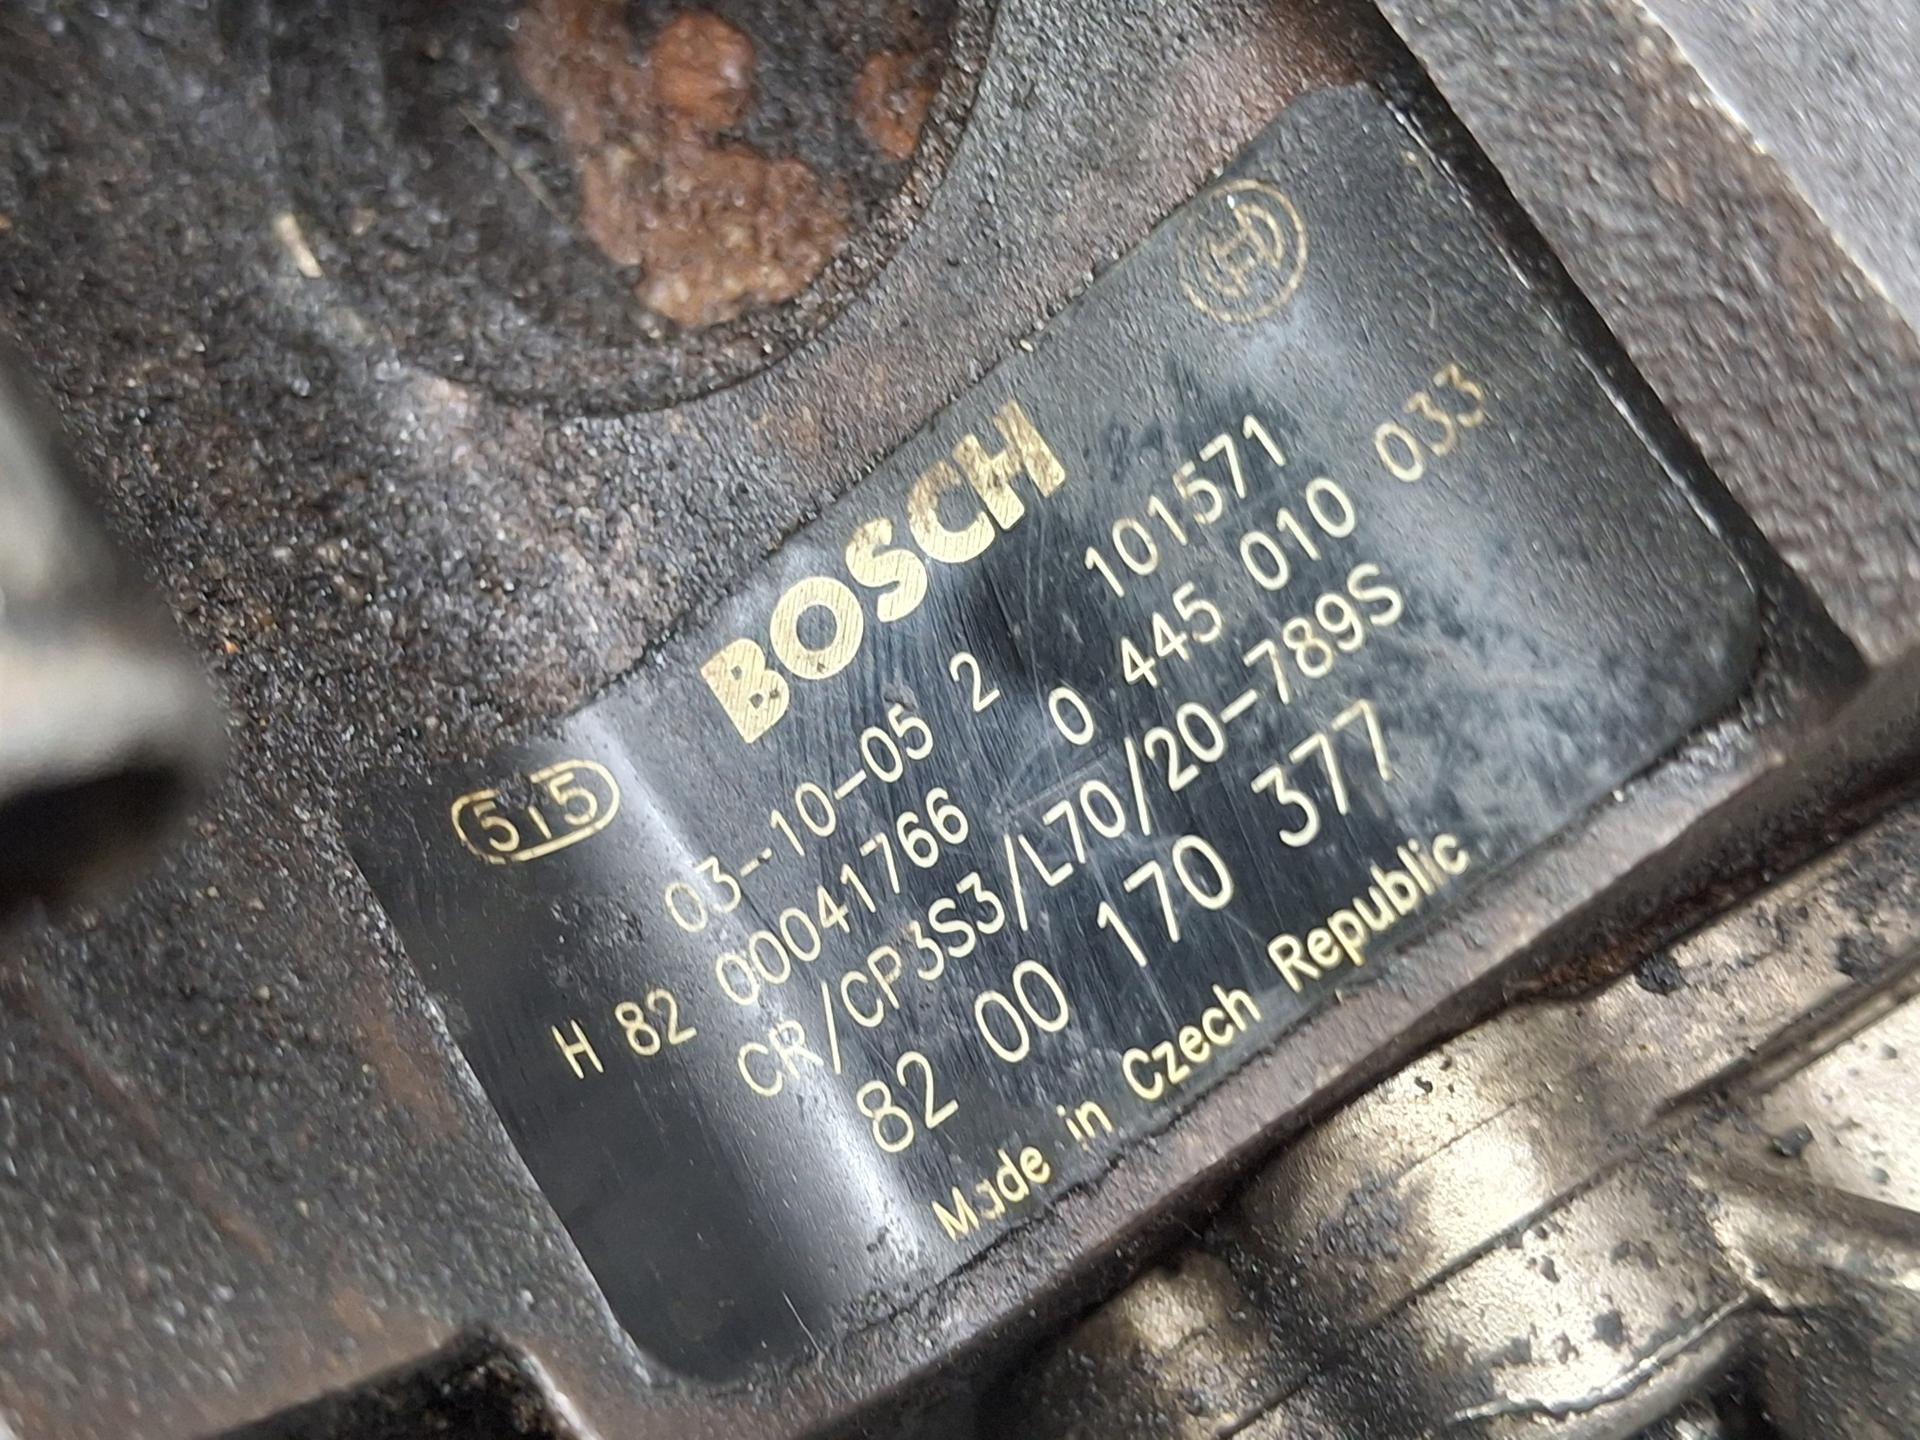 BOSCH
515
03-10-05 2 101571
H 82 00041766 0 445 010 033
CR/CP3S3/L70/20-789S
82 00 170 377
Made in Czech Republic